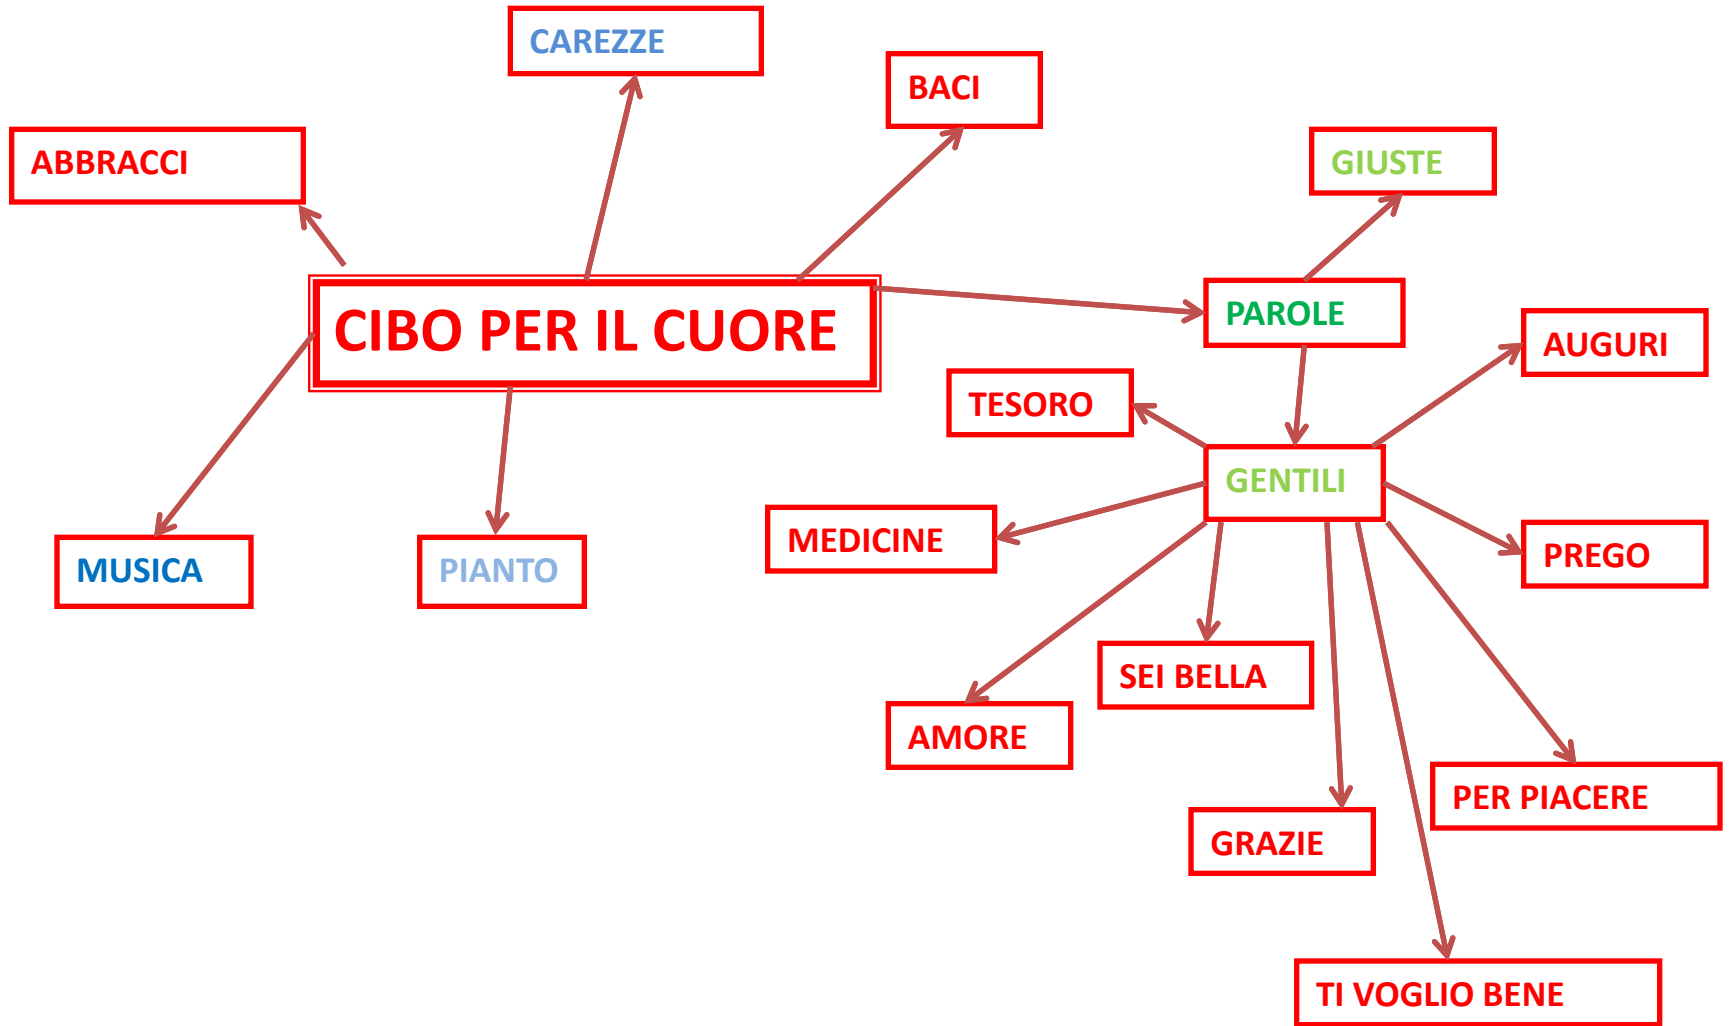 CAREZZE
BACI
ABBRACCI
GIUSTE
CIBO PER IL CUORE
PAROLE
AUGURI
TESORO
GENTILI
MEDICINE
PREGO
MUSICA
PIANTO
SEI BELLA
AMORE
PER PIACERE
GRAZIE
TI VOGLIO BENE